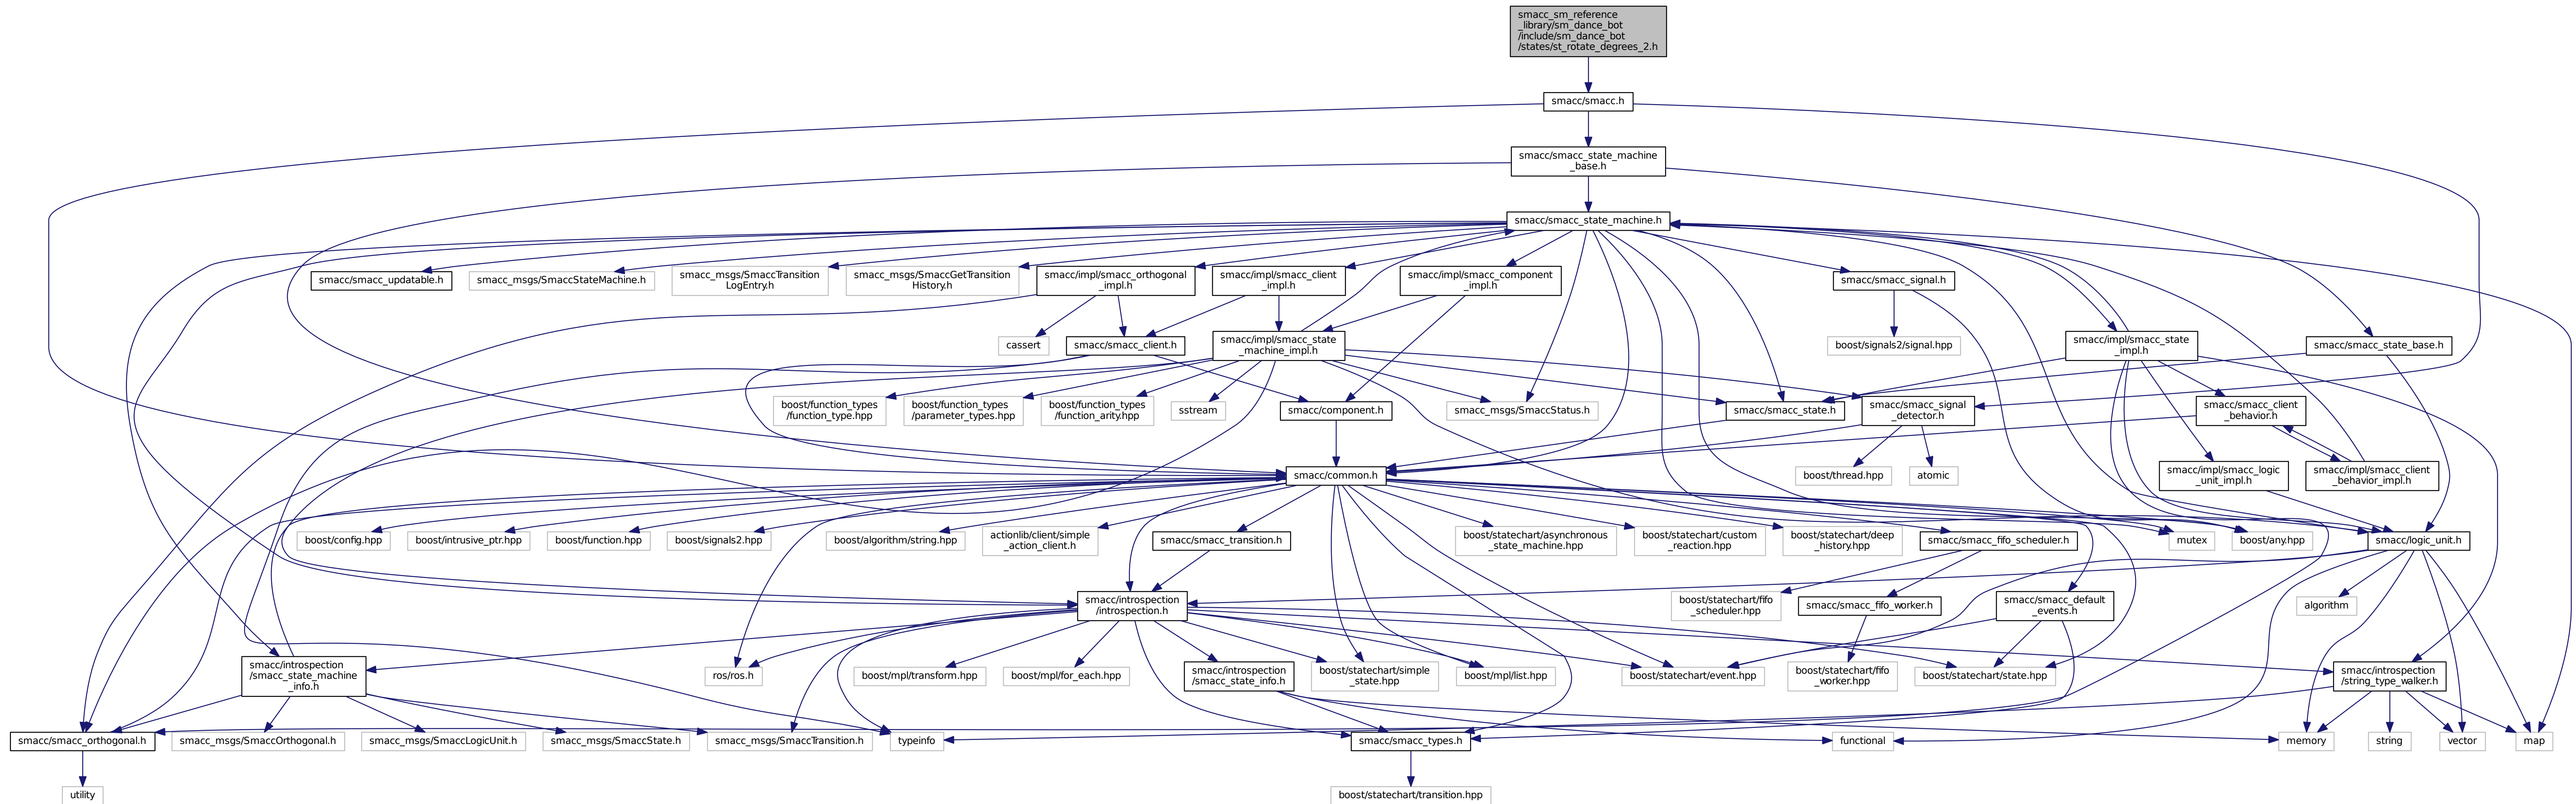 smacc_sm_reference
_library/sm_dance_bot
/include/sm_dance_bot
/states/st_rotate_degrees_2.h
smacc/smacc.h
smacc/smacc_state_machine
_base.h
smacc/smacc_state_machine.h
smacc/smacc_updatable.h
smacc_msgs/SmaccStateMachine.h
smacc_msgs/SmaccTransition
LogEntry.h
smacc_msgs/SmaccGetTransition
History.h
smacc/impl/smacc_orthogonal
_impl.h
smacc/impl/smacc_client
_impl.h
smacc/impl/smacc_component
_impl.h
smacc/smacc_signal.h
cassert
smacc/smacc_client.h
smacc/impl/smacc_state
_machine_impl.h
boost/signals2/signal.hpp
smacc/impl/smacc_state
_impl.h
smacc/smacc_state_base.h
boost/function_types
/function_type.hpp
boost/function_types
/parameter_types.hpp
boost/function_types
/function_arity.hpp
sstream
smacc/component.h
smacc_msgs/SmaccStatus.h
smacc/smacc_state.h
smacc/smacc_signal
_detector.h
smacc/smacc_client
_behavior.h
smacc/common.h
boost/thread.hpp
atomic
smacc/impl/smacc_logic
_unit_impl.h
smacc/impl/smacc_client
_behavior_impl.h
boost/config.hpp
boost/intrusive_ptr.hpp
boost/function.hpp
boost/signals2.hpp
boost/algorithm/string.hpp
actionlib/client/simple
_action_client.h
smacc/smacc_transition.h
boost/statechart/asynchronous
_state_machine.hpp
boost/statechart/custom
_reaction.hpp
boost/statechart/deep
_history.hpp
smacc/smacc_fifo_scheduler.h
mutex
boost/any.hpp
smacc/logic_unit.h
smacc/introspection
/introspection.h
boost/statechart/fifo
_scheduler.hpp
smacc/smacc_fifo_worker.h
smacc/smacc_default
_events.h
algorithm
smacc/introspection
/smacc_state_machine
_info.h
ros/ros.h
boost/mpl/transform.hpp
boost/mpl/for_each.hpp
smacc/introspection
/smacc_state_info.h
boost/statechart/simple
_state.hpp
boost/mpl/list.hpp
boost/statechart/event.hpp
boost/statechart/fifo
_worker.hpp
boost/statechart/state.hpp
smacc/introspection
/string_type_walker.h
smacc/smacc_orthogonal.h
smacc_msgs/SmaccOrthogonal.h
smacc_msgs/SmaccLogicUnit.h
smacc_msgs/SmaccState.h
smacc_msgs/SmaccTransition.h
typeinfo
smacc/smacc_types.h
functional
memory
string
vector
map
utility
boost/statechart/transition.hpp